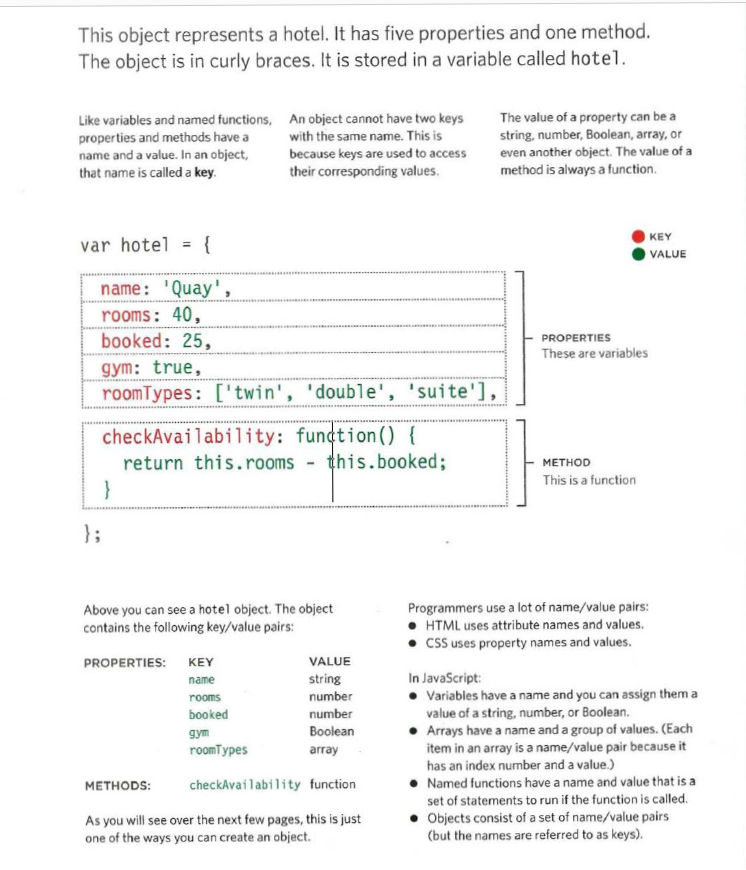 This object represents a hotel. It has five properties and one method.
The object is in curly braces. It is stored in a variable called hotel.
Like variables and named functions,
properties and methods have a
name and a value. In an object,
that name is called a key.
An object cannot have two keys
with the same name. This is
because keys are used to access
their corresponding values.
The value of a property can be a
string, number, Boolean, array, or
even another object. The value of a
method is always a function.
KEY
VALUE
var hotel = {
name: 'Quay',
rooms: 40,
booked: 25,
gym: true,
roomTypes: ['twin', 'double', 'suite'],
PROPERTIES
These are variables
checkAvailability: function() {
return this.rooms - this.booked;
}
METHOD
This is a function
};
Above you can see a hotel object. The object
contains the following key/value pairs:
PROPERTIES: KEY VALUE
name string
rooms number
booked number
gym Boolean
roomTypes array
METHODS: checkAvailability function
As you will see over the next few pages, this is just
one of the ways you can create an object.
Programmers use a lot of name/value pairs:
● HTML uses attribute names and values.
● CSS uses property names and values.
In JavaScript:
● Variables have a name and you can assign them a
value of a string, number, or Boolean.
● Arrays have a name and a group of values. (Each
item in an array is a name/value pair because it
has an index number and a value.)
● Named functions have a name and value that is a
set of statements to run if the function is called.
● Objects consist of a set of name/value pairs
(but the names are referred to as keys).